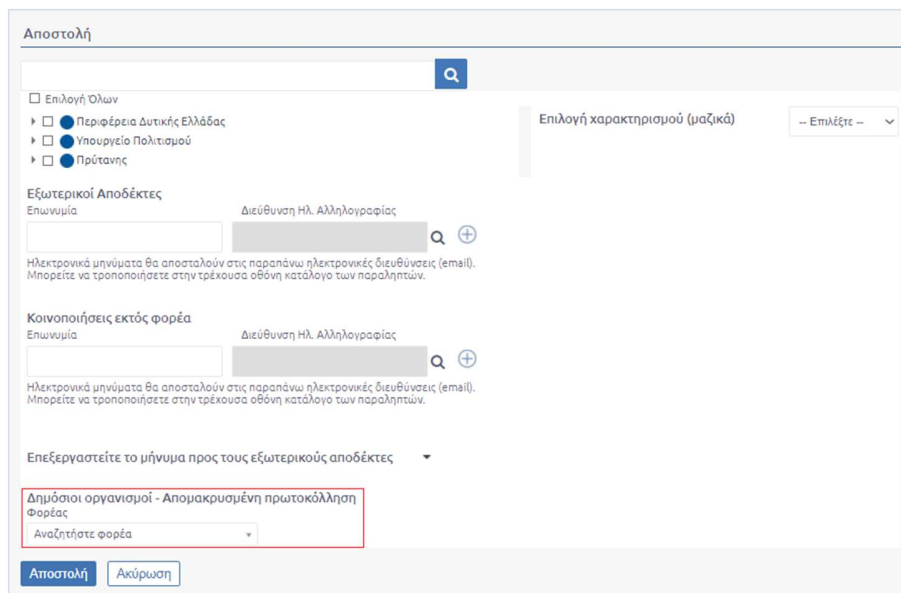 Αποστολή
Επιλογή Όλων
Περιφέρεια Δυτικής Ελλάδας
Υπουργείο Πολιτισμού
Πρύτανης
Επιλογή χαρακτηρισμού (μαζικά)
-- Επιλέξτε --
Εξωτερικοί Αποδέκτες
Επωνυμία Διεύθυνση Ηλ. Αλληλογραφίας
Ηλεκτρονικά μηνύματα θα αποσταλούν στις παραπάνω ηλεκτρονικές διευθύνσεις (email).
Μπορείτε να τροποποιήσετε στην τρέχουσα οθόνη κατάλογο των παραληπτών.
Κοινοποιήσεις εκτός φορέα
Επωνυμία Διεύθυνση Ηλ. Αλληλογραφίας
Ηλεκτρονικά μηνύματα θα αποσταλούν στις παραπάνω ηλεκτρονικές διευθύνσεις (email).
Μπορείτε να τροποποιήσετε στην τρέχουσα οθόνη κατάλογο των παραληπτών.
Επεξεργαστείτε το μήνυμα προς τους εξωτερικούς αποδέκτες
Δημόσιοι οργανισμοί - Απομακρυσμένη πρωτοκόλληση
Φορέας
Αναζητήστε φορέα
Αποστολή Ακύρωση